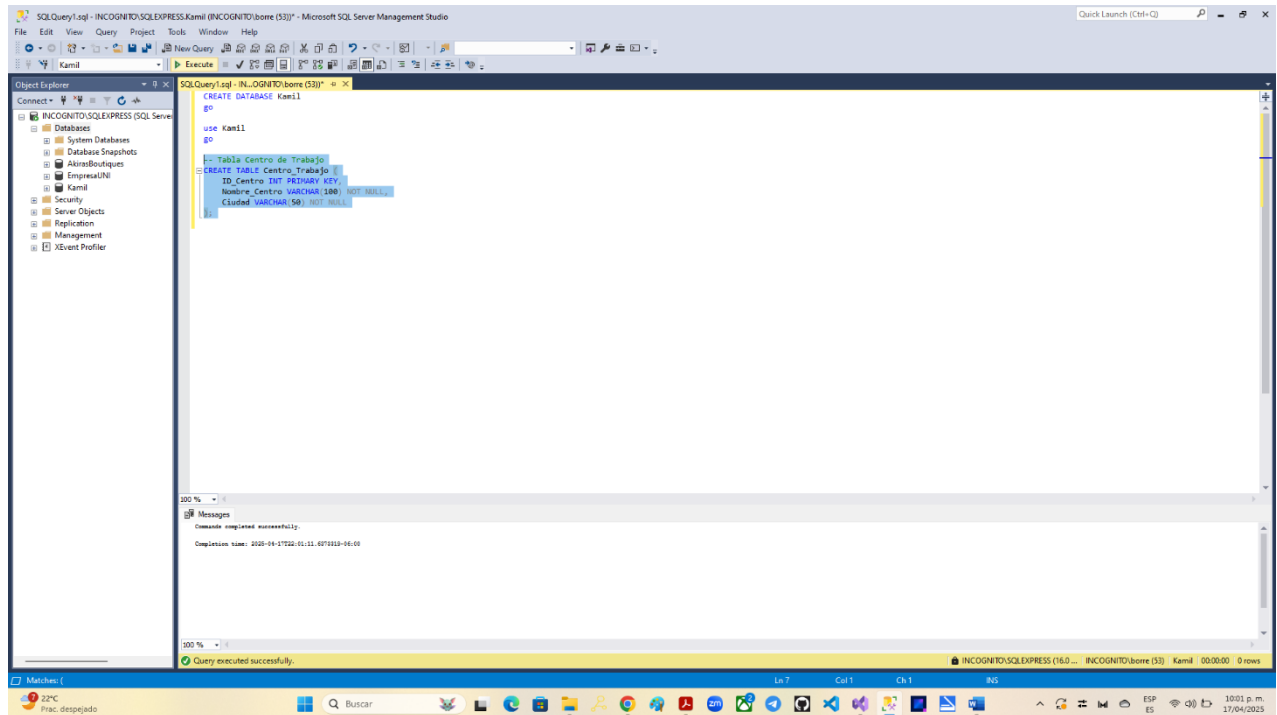 SQLQuery1.sql - INCOGNITO\SQLEXPRESS.Kamil (INCOGNITO\borre (53))* - Microsoft SQL Server Management Studio
Quick Launch (Ctrl+Q)
File Edit View Query Project Tools Window Help
New Query
Kamil
Execute
Object Explorer
SQLQuery1.sql - IN...OGNITO\borre (53))*
Connect
INCOGNITO\SQLEXPRESS (SQL Server
Databases
System Databases
Database Snapshots
AkirasBoutiques
EmpresaUNI
Kamil
Security
Server Objects
Replication
Management
XEvent Profiler
CREATE DATABASE Kamil
go
use Kamil
go
-- Tabla Centro de Trabajo
CREATE TABLE Centro_Trabajo (
ID_Centro INT PRIMARY KEY,
Nombre_Centro VARCHAR(100) NOT NULL,
Ciudad VARCHAR(50) NOT NULL
);
100 %
Messages
Commands completed successfully.
Completion time: 2025-04-17T22:01:11.6373315-06:00
100 %
Query executed successfully.
INCOGNITO\SQLEXPRESS (16.0 ... INCOGNITO\borre (53) Kamil 00:00:00 0 rows
Matches: (
Ln 7 Col 1 Ch 1 INS
7
22°C
Prac. despejado
Buscar
ESP
ES
10:01 p. m.
17/04/2025